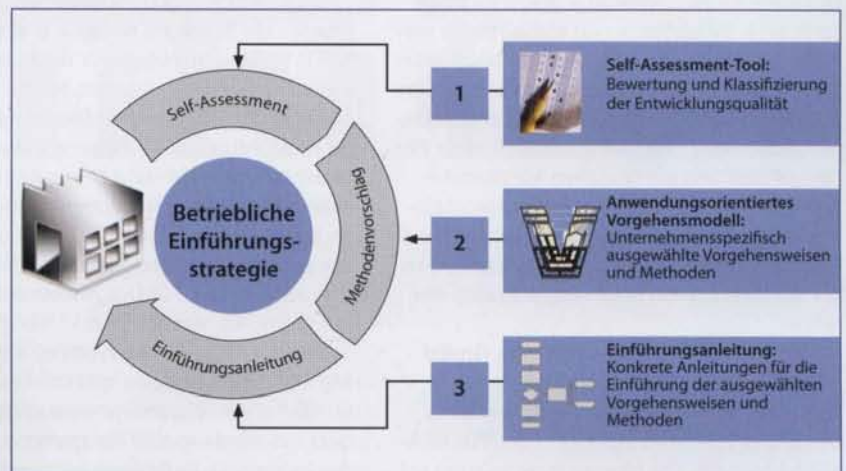 Self-Assessment
Methodenvorschlag
Einführungsanleitung
Betriebliche
Einführungs-
strategie
1
Self-Assessment-Tool:
Bewertung und Klassifizierung
der Entwicklungsqualität
2
Anwendungsorientiertes
Vorgehensmodell:
Unternehmensspezifisch
ausgewählte Vorgehensweisen
und Methoden
3
Einführungsanleitung:
Konkrete Anleitungen für die
Einführung der ausgewählten
Vorgehensweisen und
Methoden